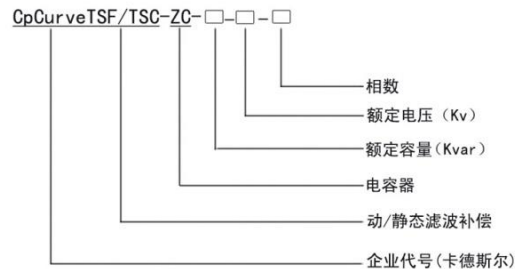 CpCurveTSF/TSC-ZC-□-□-□
相数
额定电压（Kv）
额定容量(Kvar)
电容器
动/静态滤波补偿
企业代号(卡德斯尔)